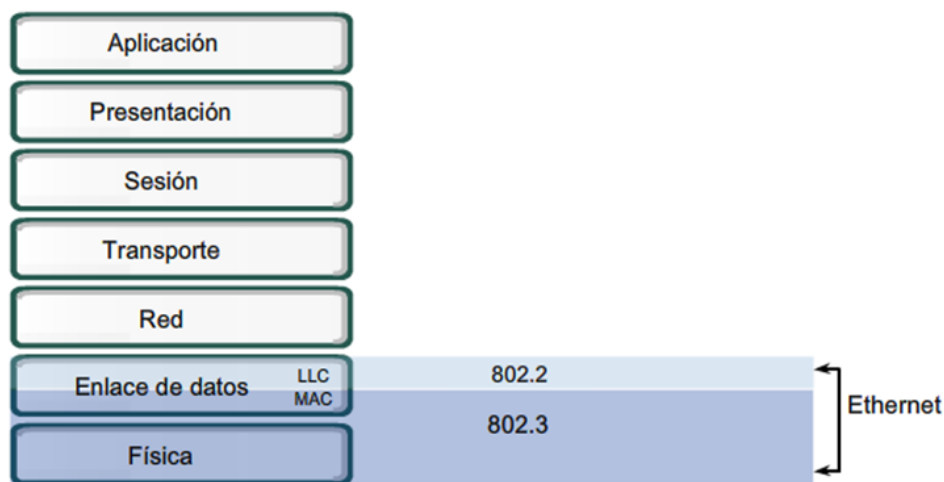 Aplicación
Presentación
Sesión
Transporte
Red
Enlace de datos
LLC
MAC
802.2
802.3
Ethernet
Física